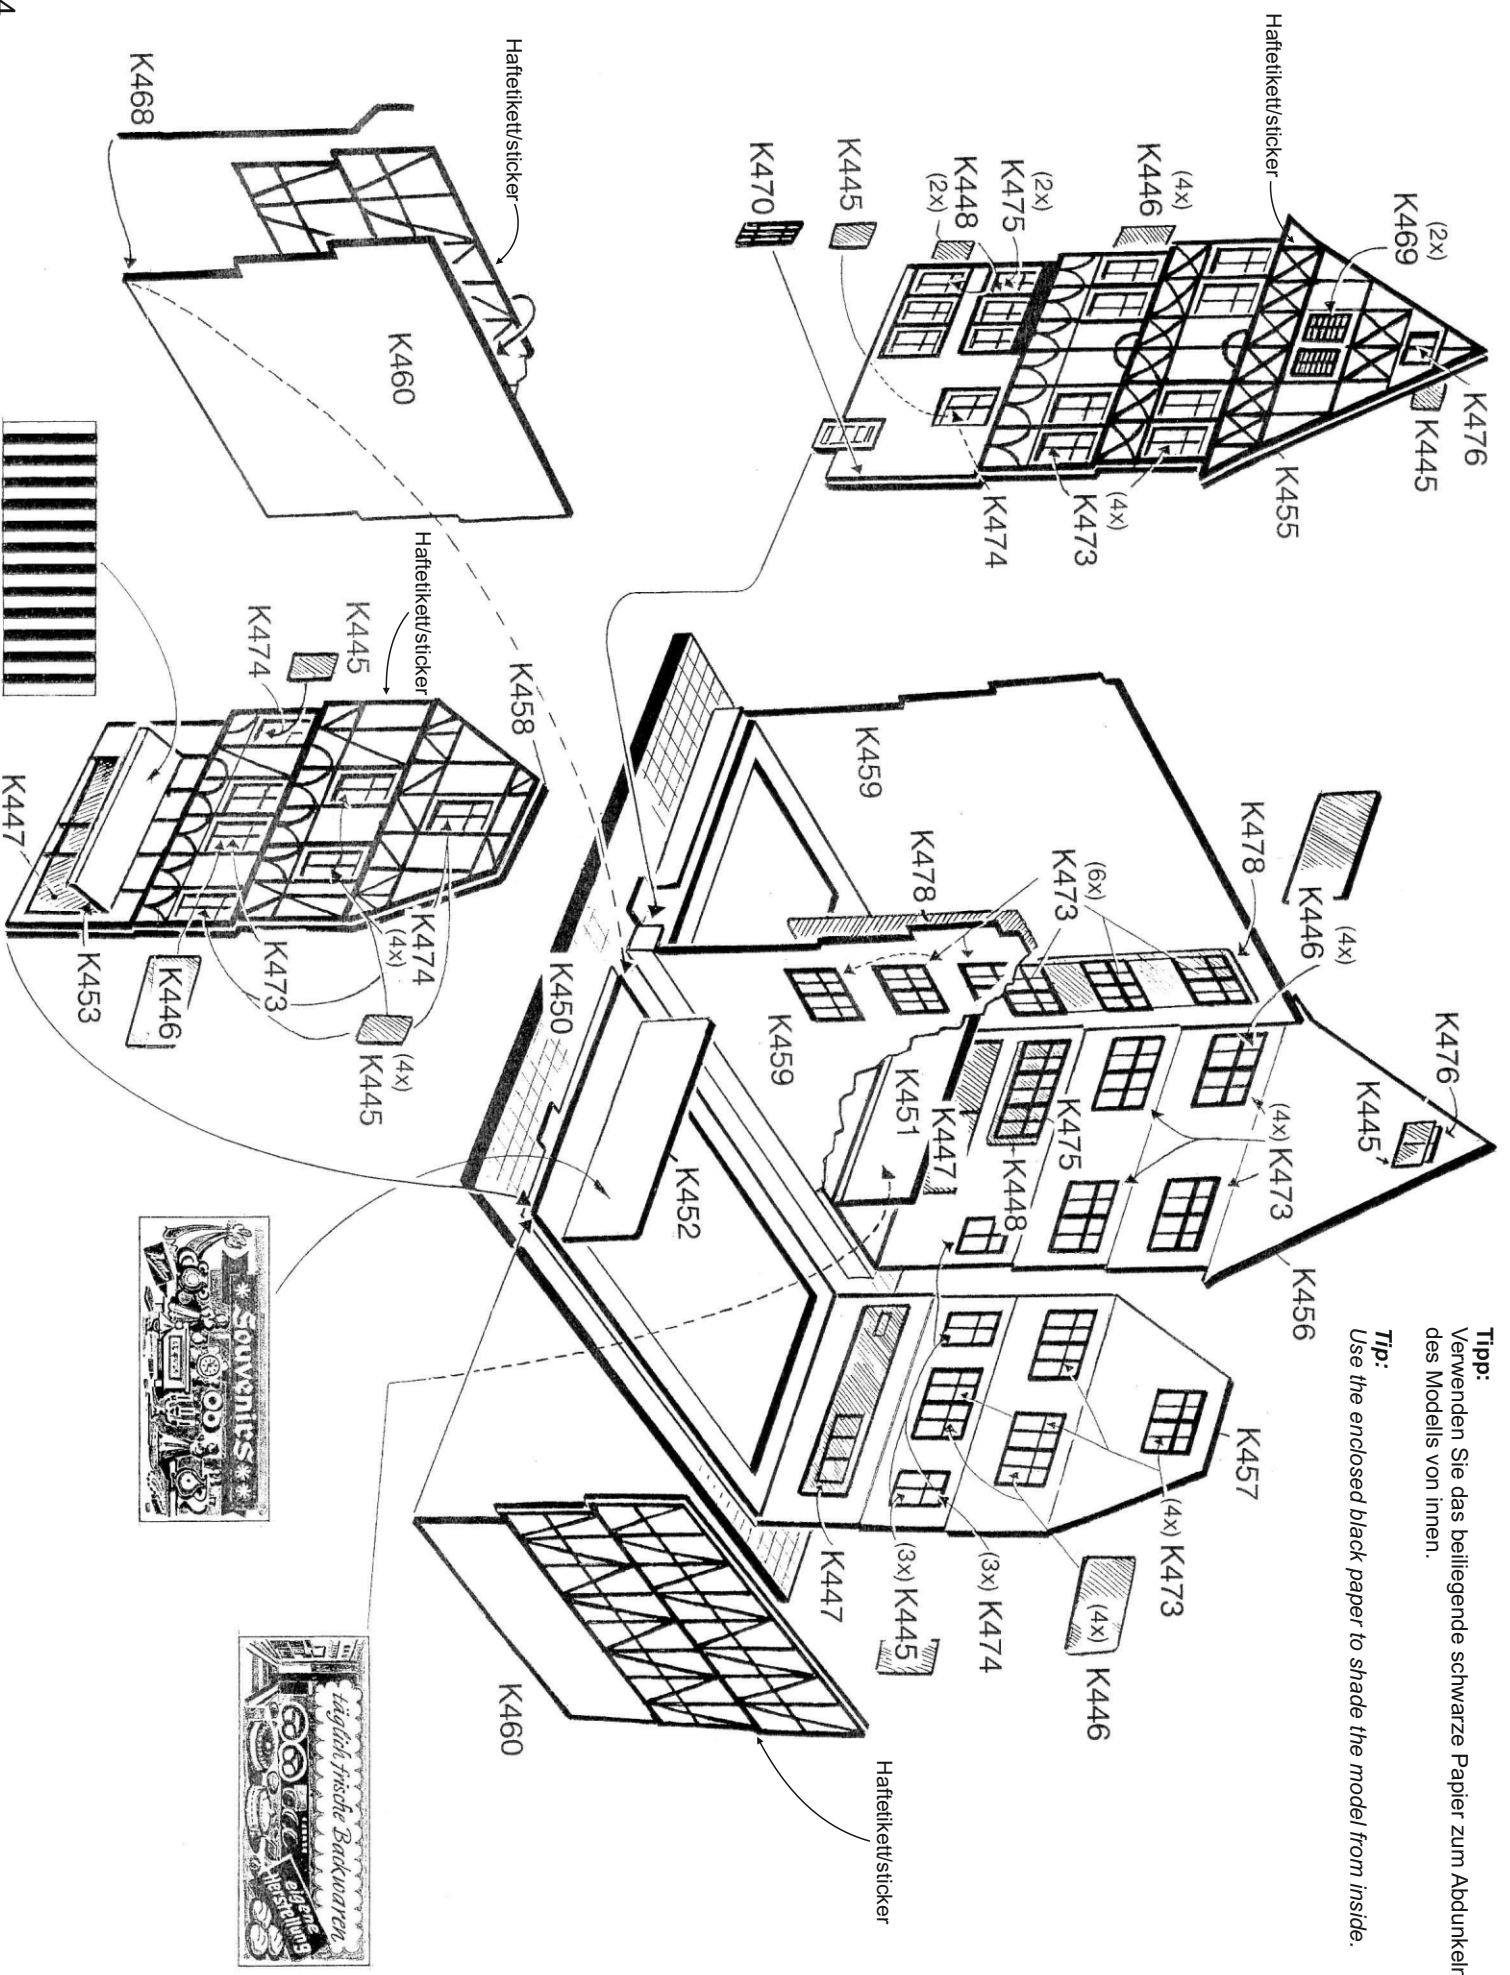 Tipp:
Verwenden Sie das beiliegende schwarze Papier zum Abdunkeln
des Modells von innen.
Tip:
Use the enclosed black paper to shade the model from inside.
K476
K445
(2x)
K469
Haftetikett/sticker
K455
(4x)
K446
(4x)
K473
(2x)
K475
K448
(2x)
K474
K445
K470
K476
K445
(4x)
K446
K478
K456
(4x) K473
(6x)
K473
K478
K459
K475
K448
K447
K451
K459
K457
(4x) K473
(4x)
K446
(3x) K474
(3x) K445
K447
K452
K450
K460
Haftetikett/sticker
Haftetikett/sticker
K460
K468
K458
Haftetikett/sticker
K445
K474
K474
(4x)
(4x)
K445
K473
K446
K453
K447
Souvenirs
täglich frische Backwaren
eigene
Herstellung
4